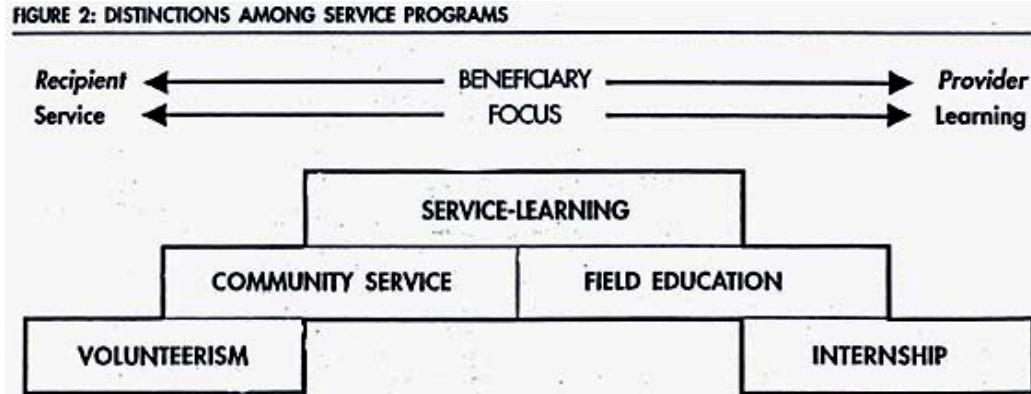 FIGURE 2: DISTINCTIONS AMONG SERVICE PROGRAMS
Recipient BENEFICIARY Provider
Service FOCUS Learning
SERVICE-LEARNING
COMMUNITY SERVICE FIELD EDUCATION
VOLUNTEERISM INTERNSHIP